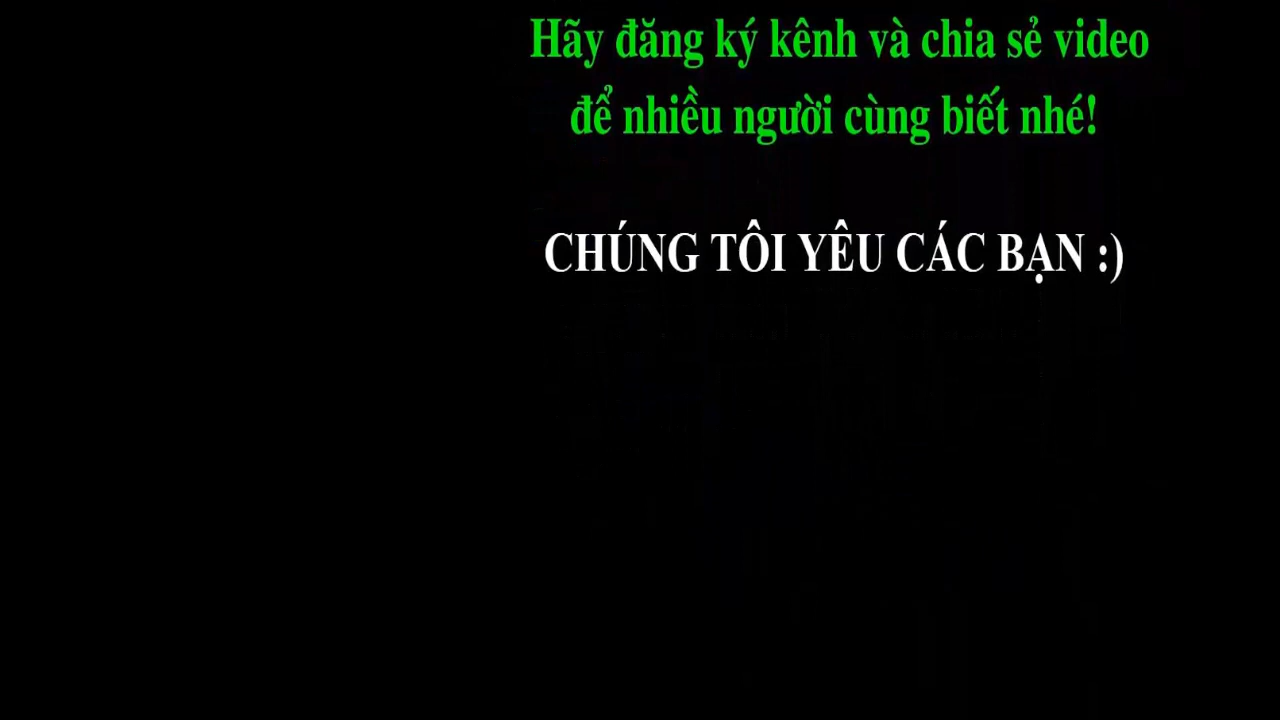 Hãy đăng ký kênh và chia sẻ video
để nhiều người cùng biết nhé!
CHÚNG TÔI YÊU CÁC BẠN :)